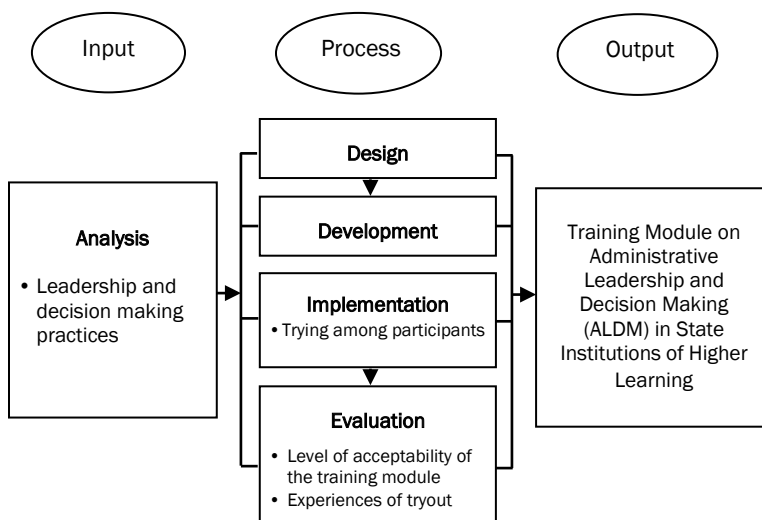 Input
Process
Output
Analysis
• Leadership and
decision making
practices
Design
Development
Implementation
• Trying among participants
Evaluation
• Level of acceptability of
the training module
• Experiences of tryout
Training Module on
Administrative
Leadership and
Decision Making
(ALDM) in State
Institutions of Higher
Learning